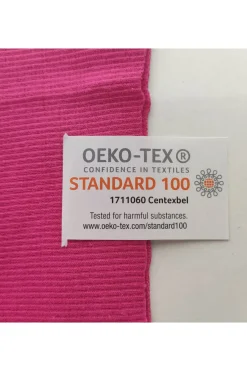 OEKO-TEX®
CONFIDENCE IN TEXTILES
STANDARD 100
1711060 Centexbel
Tested for harmful substances.
www.oeko-tex.com/standard100